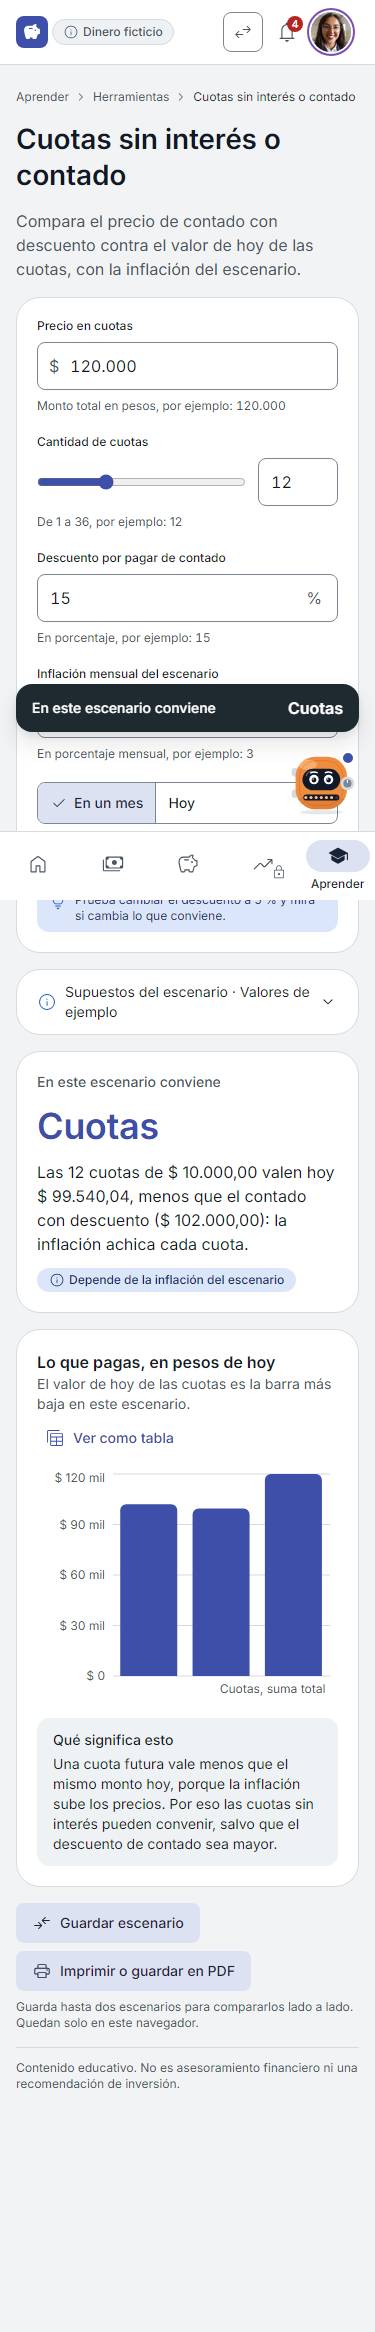 Dinero ficticio
4
Aprender > Herramientas > Cuotas sin interés o contado
Cuotas sin interés o
contado
Compara el precio de contado con
descuento contra el valor de hoy de las
cuotas, con la inflación del escenario.
Precio en cuotas
$ 120.000
Monto total en pesos, por ejemplo: 120.000
Cantidad de cuotas
12
De 1 a 36, por ejemplo: 12
Descuento por pagar de contado
15 %
En porcentaje, por ejemplo: 15
Inflación mensual del escenario
En este escenario conviene Cuotas
En porcentaje mensual, por ejemplo: 3
En un mes Hoy
Aprender
Prueba cambiar el descuento a 5 % y mira
si cambia lo que conviene.
Supuestos del escenario · Valores de
ejemplo
En este escenario conviene
Cuotas
Las 12 cuotas de $ 10.000,00 valen hoy
$ 99.540,04, menos que el contado
con descuento ($ 102.000,00): la
inflación achica cada cuota.
Depende de la inflación del escenario
Lo que pagas, en pesos de hoy
El valor de hoy de las cuotas es la barra más
baja en este escenario.
Ver como tabla
$ 120 mil
$ 90 mil
$ 60 mil
$ 30 mil
$ 0
Cuotas, suma total
Qué significa esto
Una cuota futura vale menos que el
mismo monto hoy, porque la inflación
sube los precios. Por eso las cuotas sin
interés pueden convenir, salvo que el
descuento de contado sea mayor.
Guardar escenario
Imprimir o guardar en PDF
Guarda hasta dos escenarios para compararlos lado a lado.
Quedan solo en este navegador.
Contenido educativo. No es asesoramiento financiero ni una
recomendación de inversión.